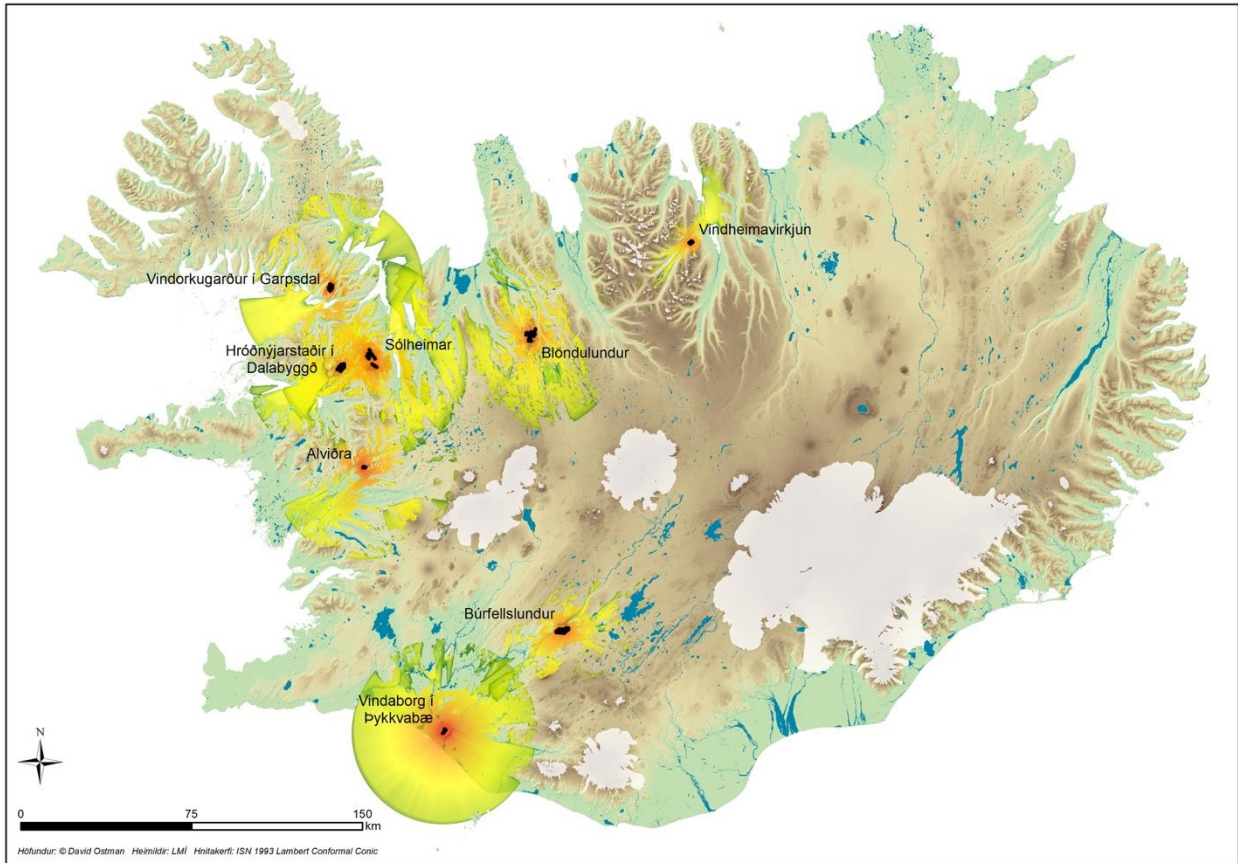 Vindheimavirkjun
Vindorkugarður í Garpsdal
Sólheimar
Hróðnýjarstaðir í
Dalabyggð
Blöndulundur
Alviðra
Búrfellslundur
Vindaborg í
Þykkvabæ
N
0 75 150
km
Höfundur: © David Ostman Heimildir: LMÍ Hnitakerfi: ISN 1993 Lambert Conformal Conic